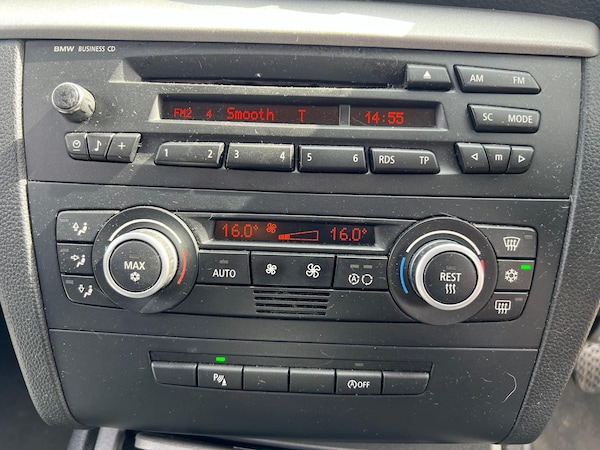 BMW BUSINESS CD
AM FM
FM2 4 Smooth T 14:55
SC MODE
1 2 3 4 5 6 RDS TP m
16.0° 16.0°
MAX AUTO A REST
A OFF